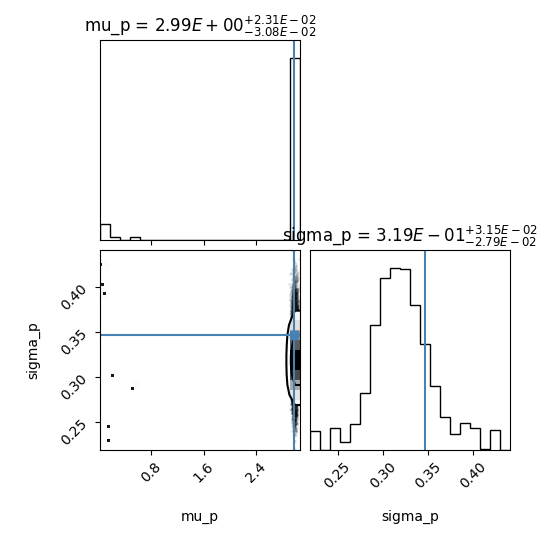 mu_p = 2.99E + 00+2.31E − 02 −3.08E − 02
sigma_p = 3.19E − 01+3.15E − 02 −2.79E − 02
0.40
0.35
0.30
0.25
sigma_p
0.8 1.6 2.4
0.25 0.30 0.35 0.40
mu_p sigma_p